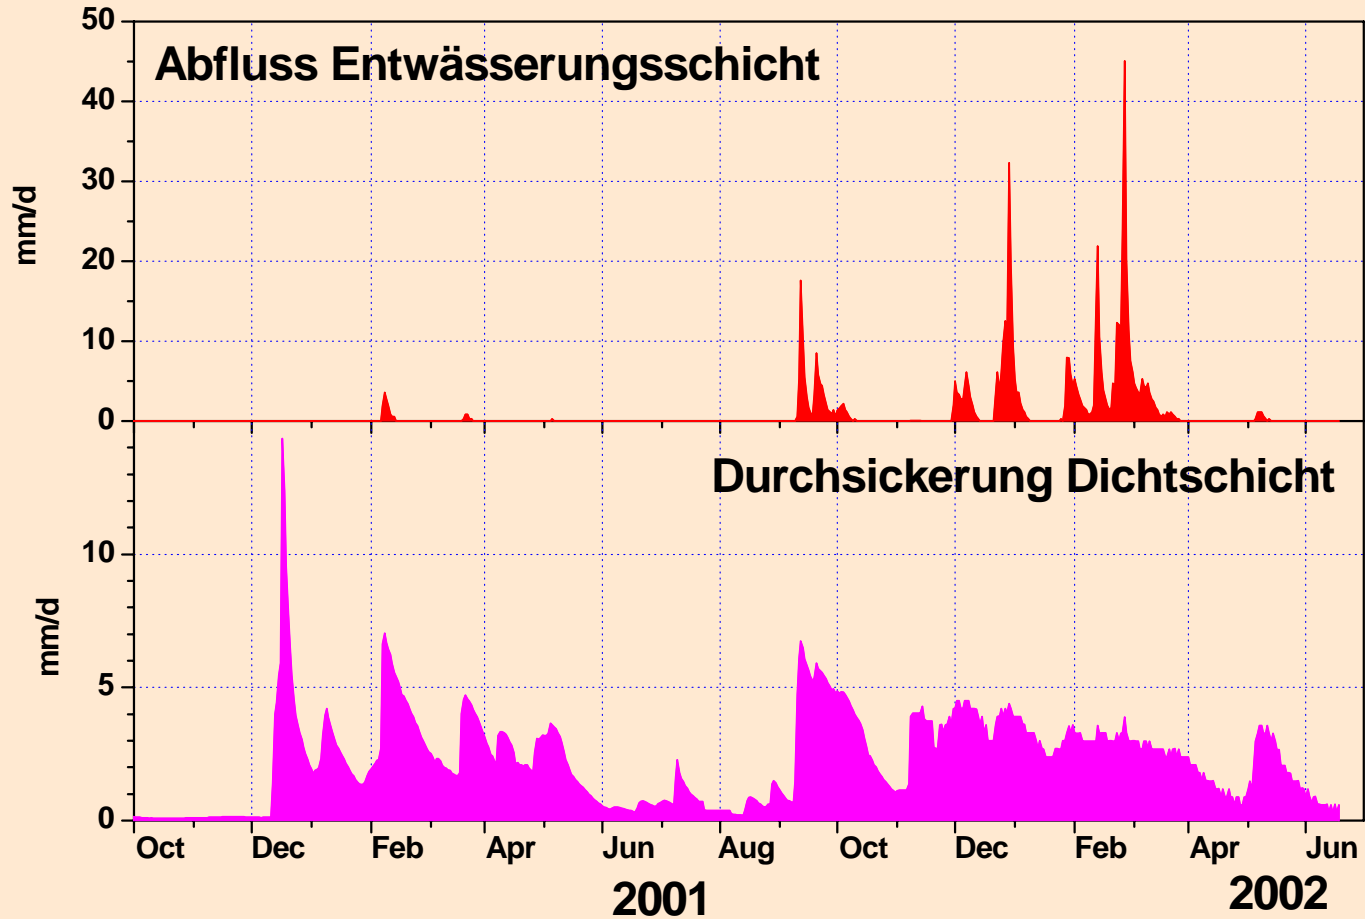 Abfluss Entwässerungsschicht
50
40
30
20
10
0
mm/d
Durchsickerung Dichtschicht
10
5
0
mm/d
Oct Dec Feb Apr Jun Aug Oct Dec Feb Apr Jun
2001 2002